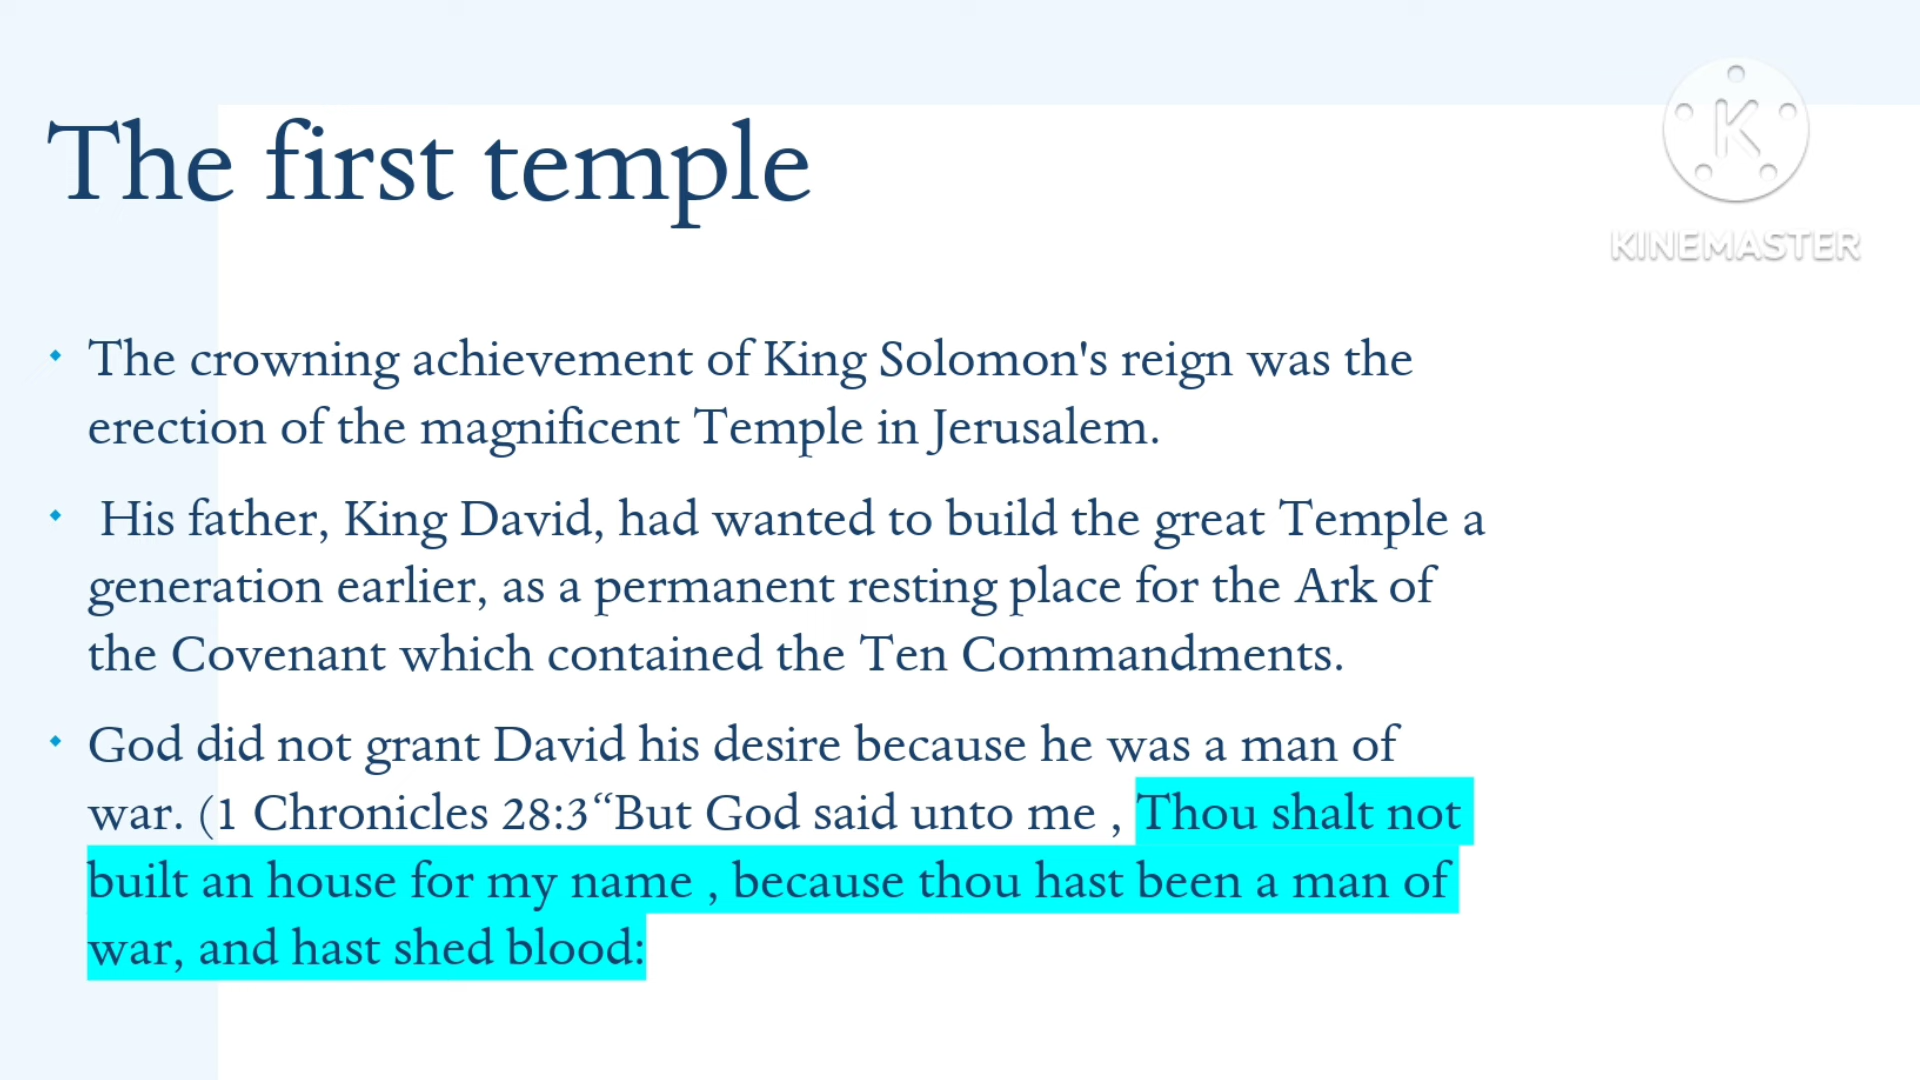 The first temple
K
KINEMASTER
The crowning achievement of King Solomon's reign was the
erection of the magnificent Temple in Jerusalem.
His father, King David, had wanted to build the great Temple a
generation earlier, as a permanent resting place for the Ark of
the Covenant which contained the Ten Commandments.
God did not grant David his desire because he was a man of
war. (1 Chronicles 28:3“But God said unto me , Thou shalt not
built an house for my name , because thou hast been a man of
war, and hast shed blood: